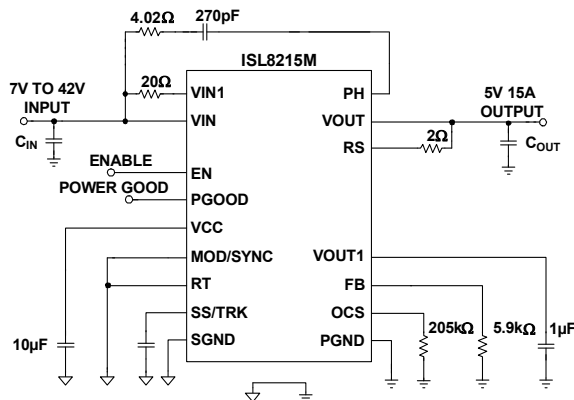 4.02Ω
270pF
ISL8215M
7V TO 42V
INPUT
20Ω
VIN1
PH
5V 15A
OUTPUT
VIN
VOUT
CIN
RS
2Ω
COUT
ENABLE
EN
POWER GOOD
PGOOD
VCC
MOD/SYNC
VOUT1
RT
FB
SS/TRK
OCS
10µF
SGND
PGND
205kΩ
5.9kΩ
1µF